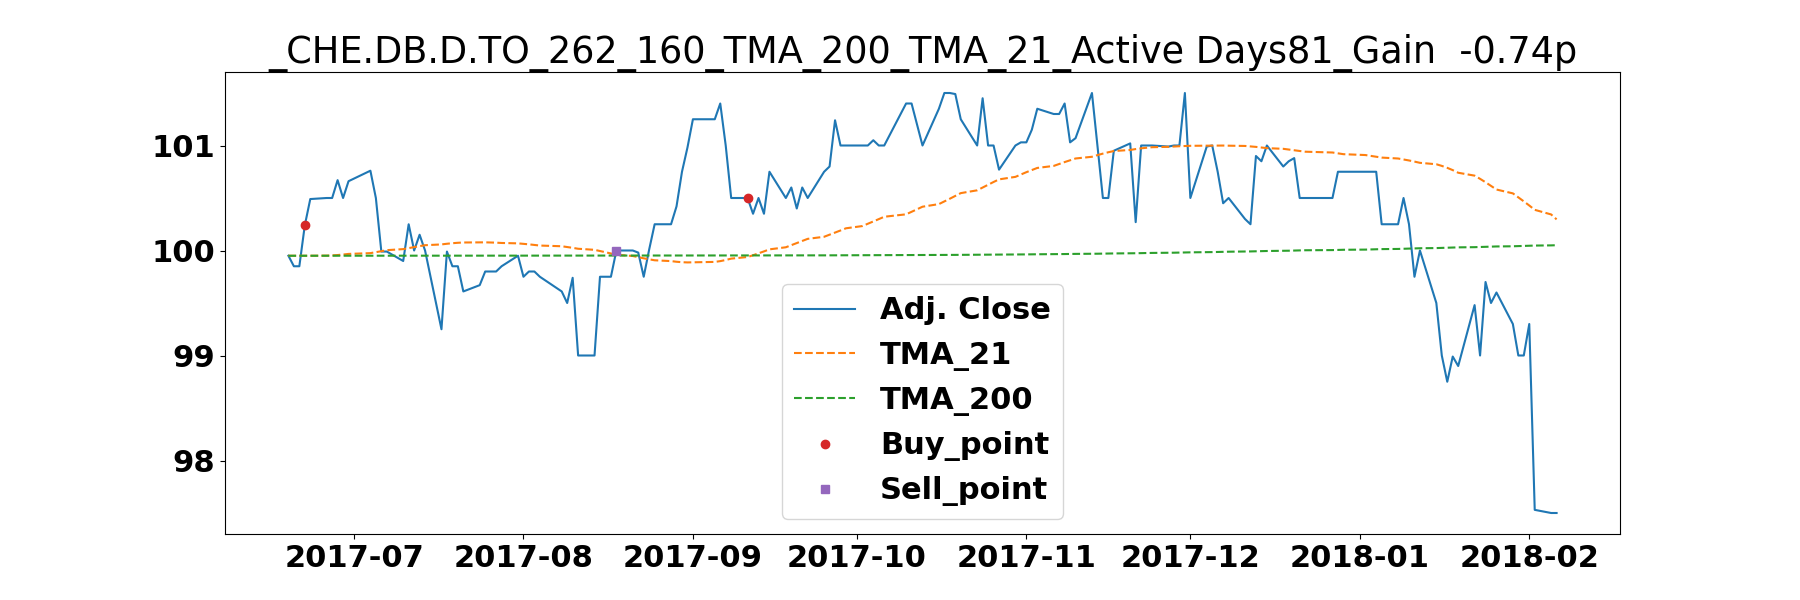 _CHE.DB.D.TO_262_160_TMA_200_TMA_21_Active Days81_Gain  -0.74p
101
100
99
98
Adj. Close
TMA_21
TMA_200
Buy_point
Sell_point
2017-07 2017-08 2017-09 2017-10 2017-11 2017-12 2018-01 2018-02